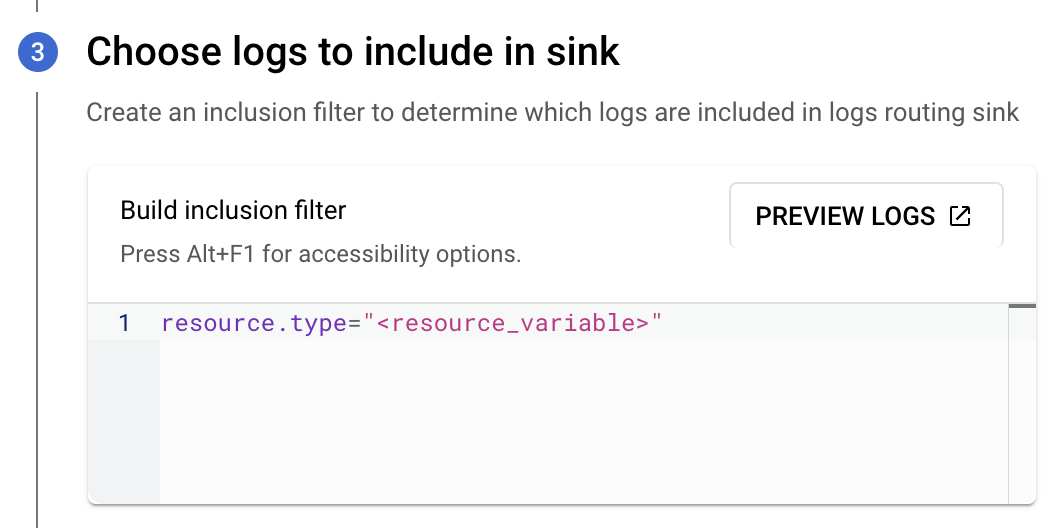 3 Choose logs to include in sink
Create an inclusion filter to determine which logs are included in logs routing sink
Build inclusion filter
PREVIEW LOGS
Press Alt+F1 for accessibility options.
1 resource.type="<resource_variable>"